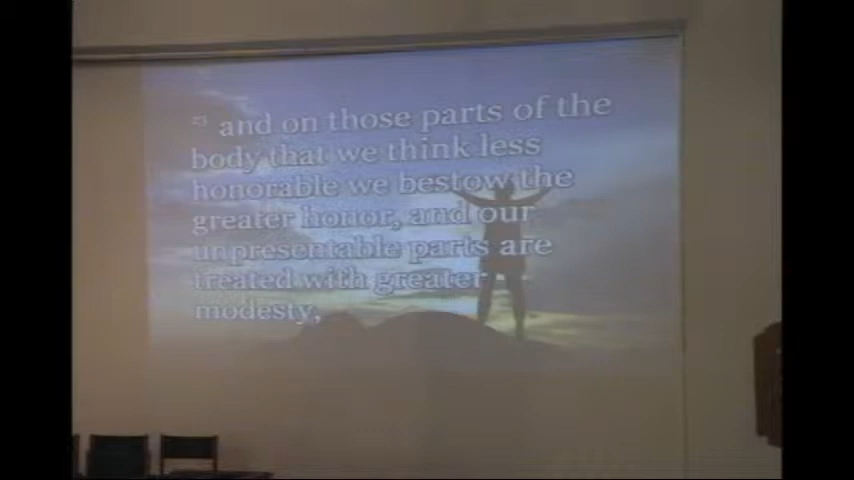 23 and on those parts of the
body that we think less
honorable we bestow the
greater honor, and our
unpresentable parts are
treated with greater
modesty,